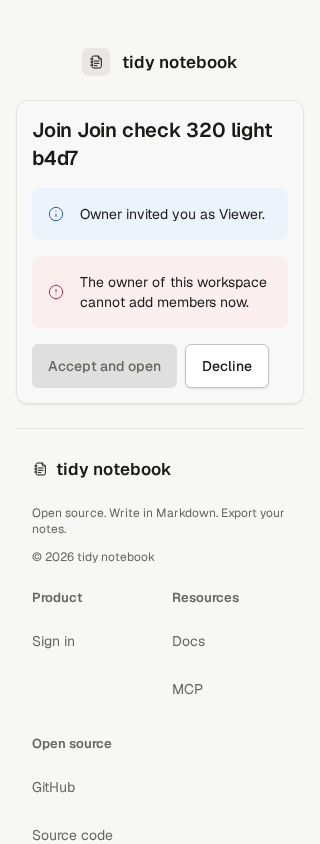 tidy notebook
Join Join check 320 light
b4d7
Owner invited you as Viewer.
The owner of this workspace
cannot add members now.
Accept and open
Decline
tidy notebook
Open source. Write in Markdown. Export your
notes.
© 2026 tidy notebook
Product
Resources
Sign in
Docs
MCP
Open source
GitHub
Source code